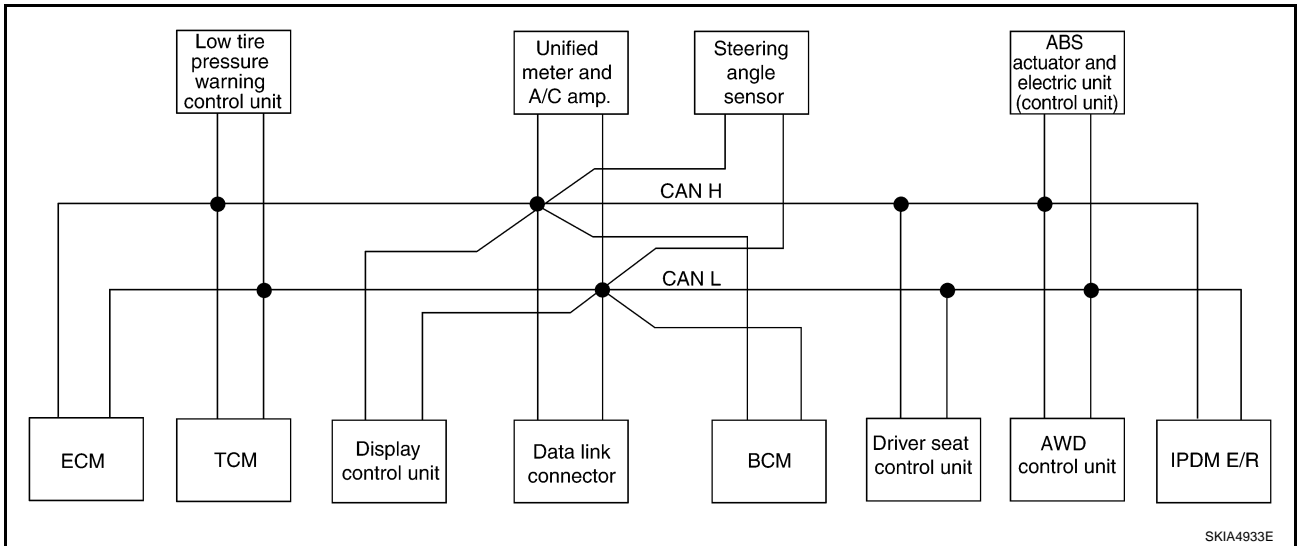 Low tire
pressure
warning
control unit
Unified
meter and
A/C amp.
Steering
angle
sensor
ABS
actuator and
electric unit
(control unit)
CAN H
CAN L
ECM
TCM
Display
control unit
Data link
connector
BCM
Driver seat
control unit
AWD
control unit
IPDM E/R
SKIA4933E